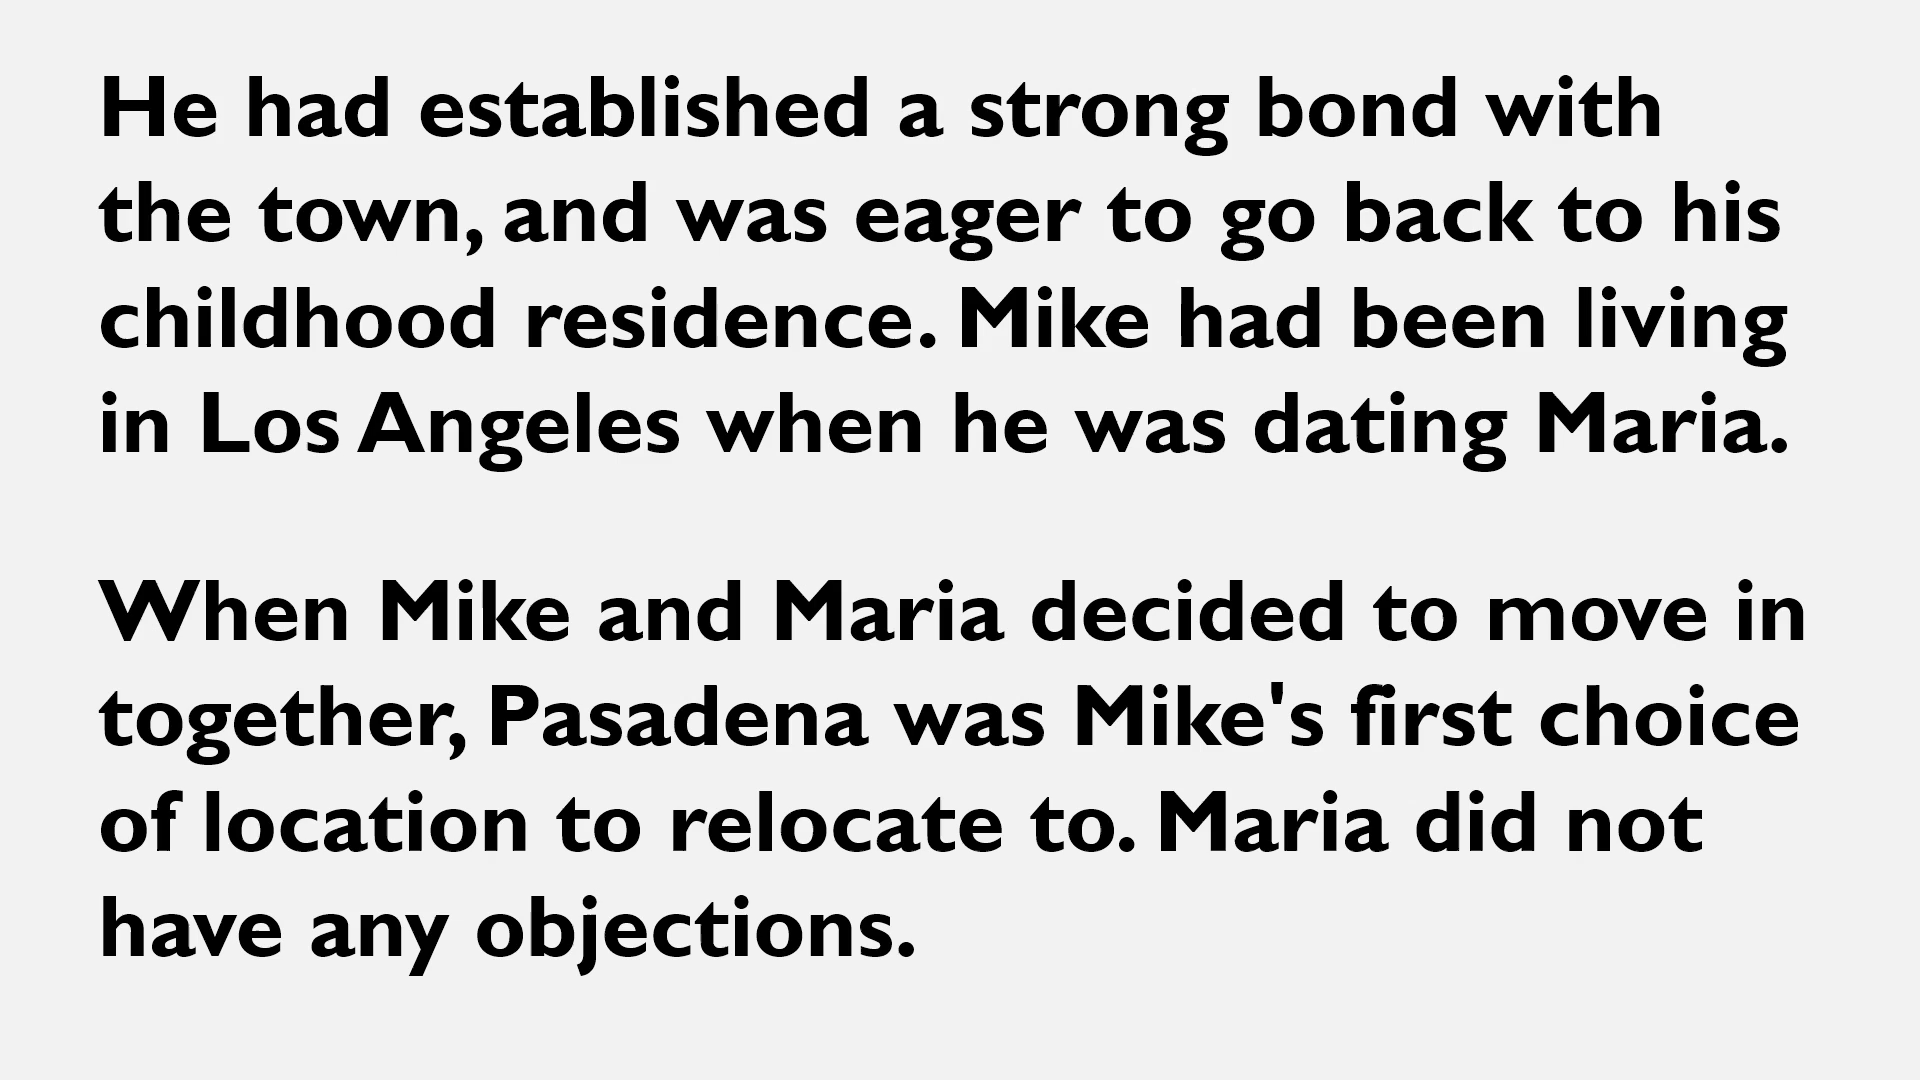 He had established a strong bond with
the town, and was eager to go back to his
childhood residence. Mike had been living
in Los Angeles when he was dating Maria.
When Mike and Maria decided to move in
together, Pasadena was Mike's first choice
of location to relocate to. Maria did not
have any objections.